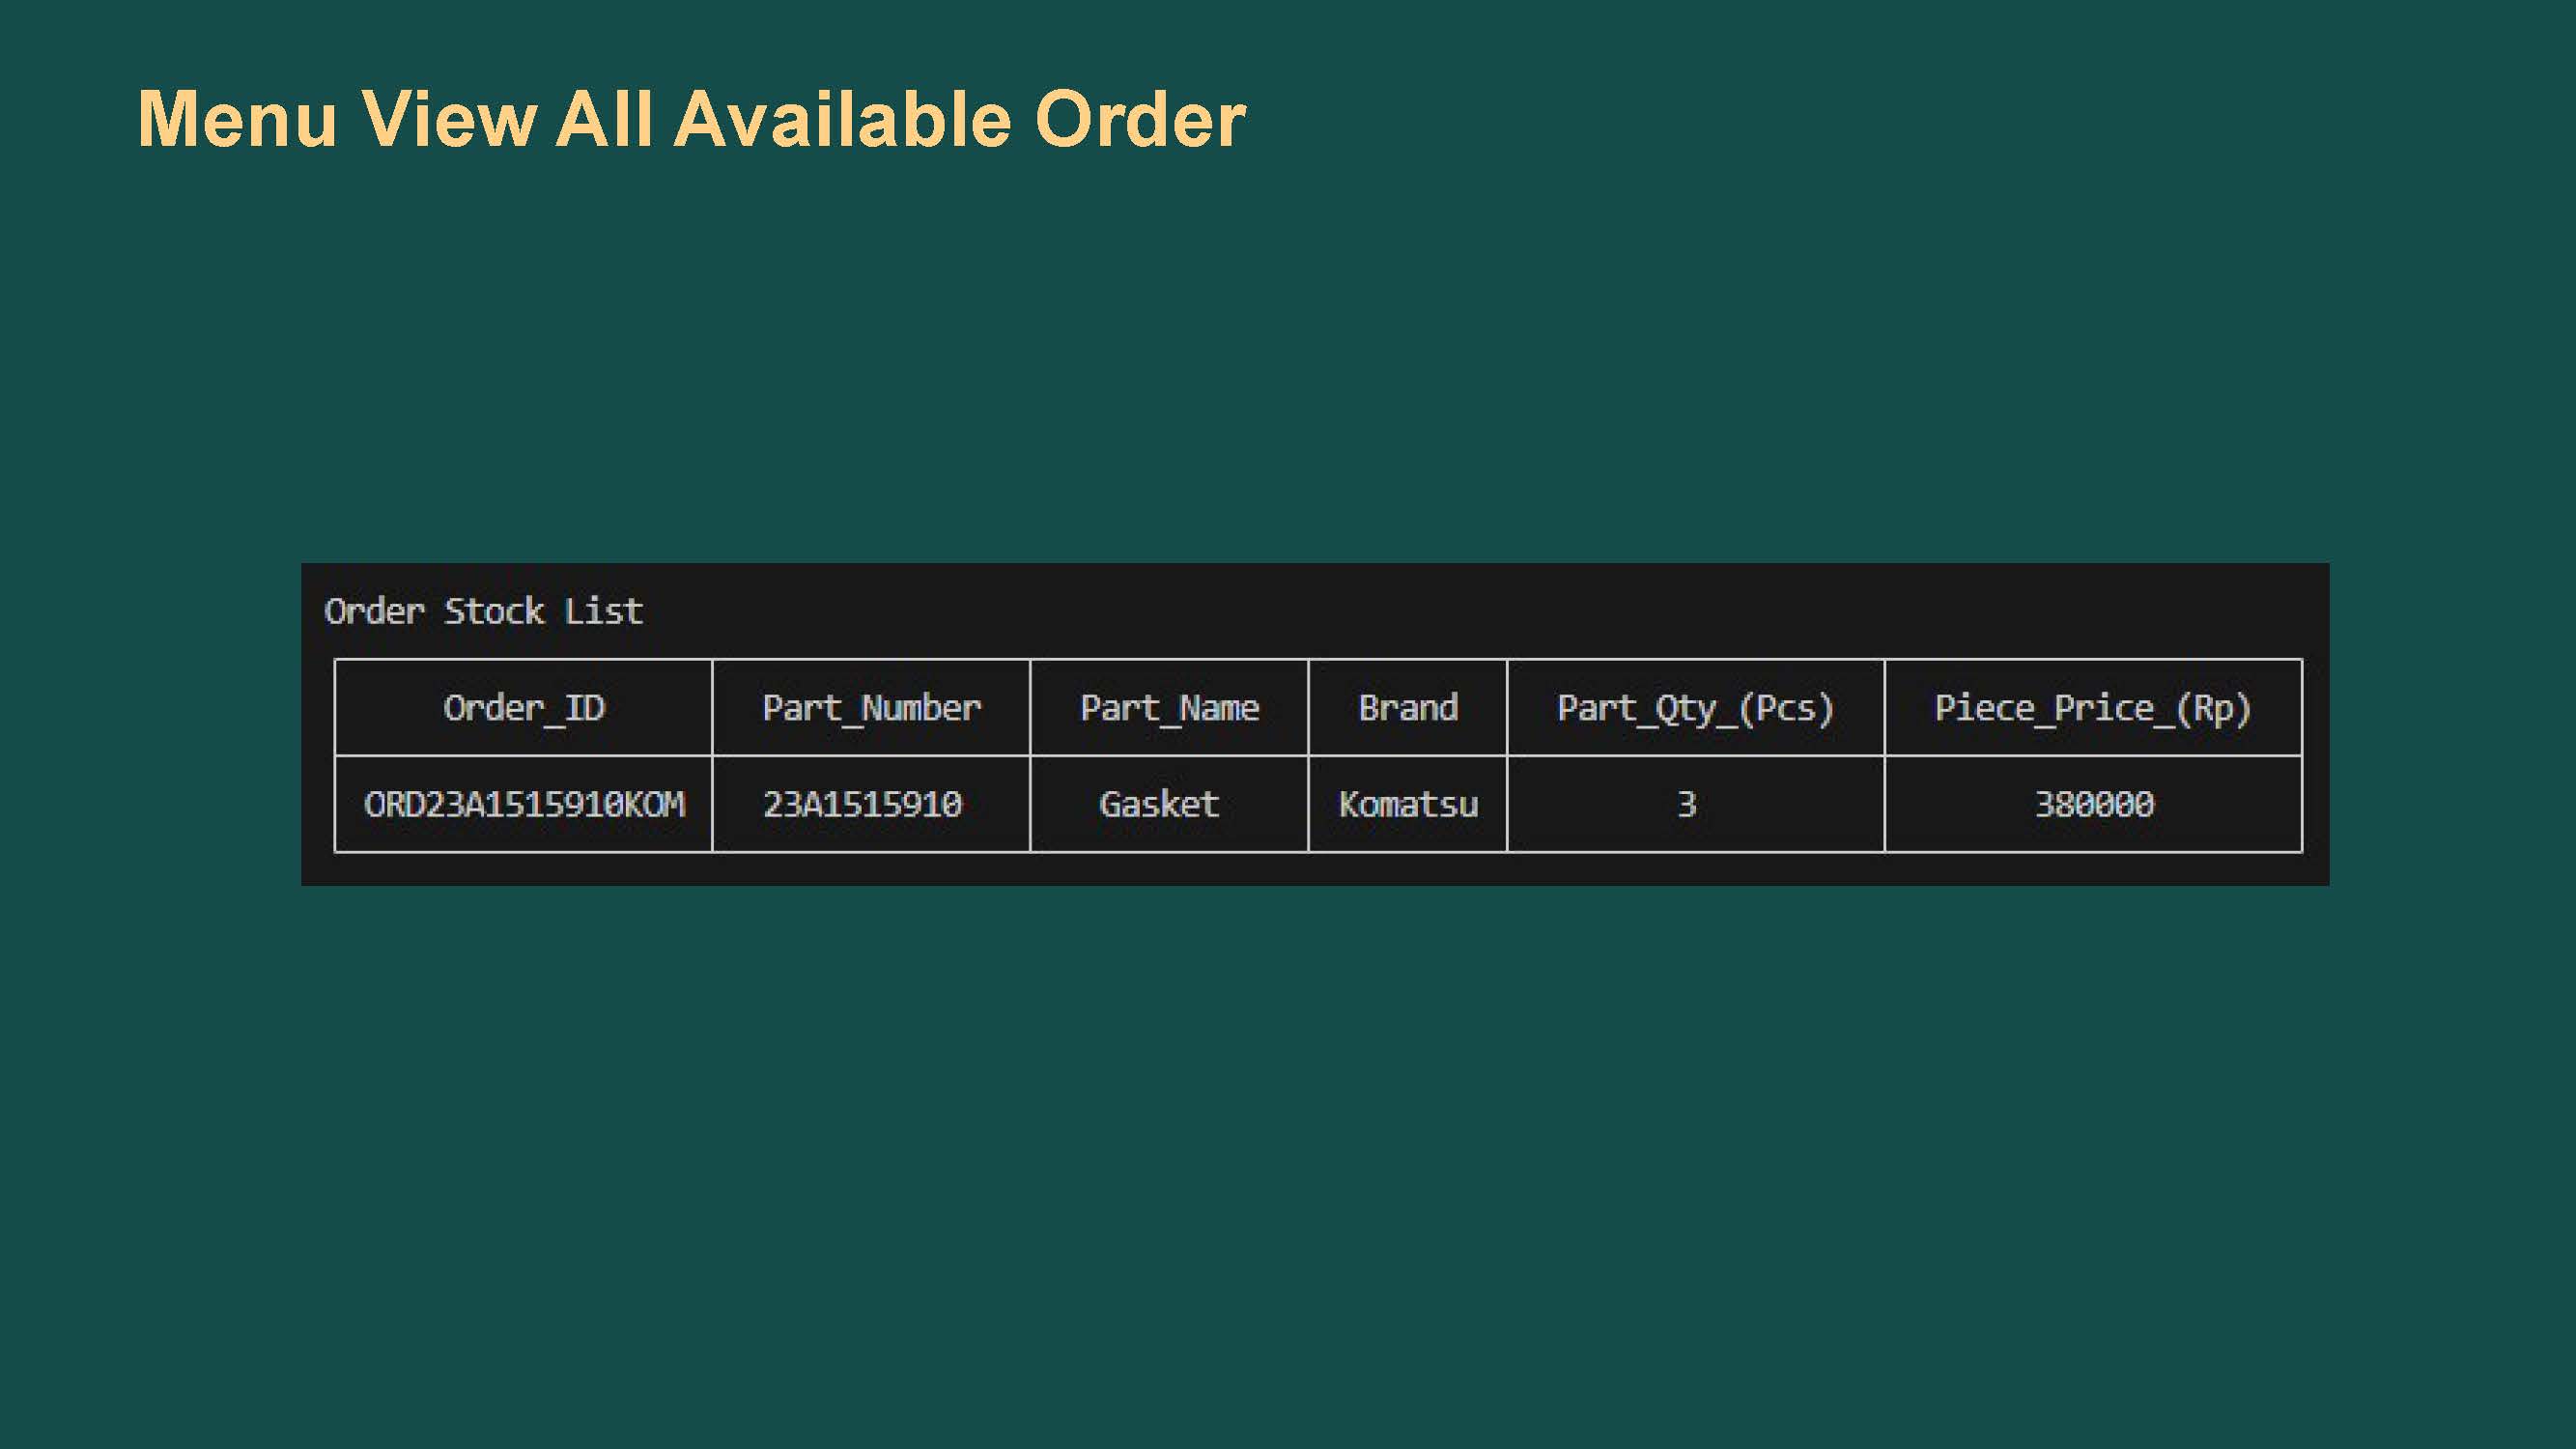 Menu View All Available Order
Order Stock List
Order_ID Part_Number Part_Name Brand Part_Qty_(Pcs) Piece_Price_(Rp)
ORD23A1515910KOM 23A1515910 Gasket Komatsu 3 380000